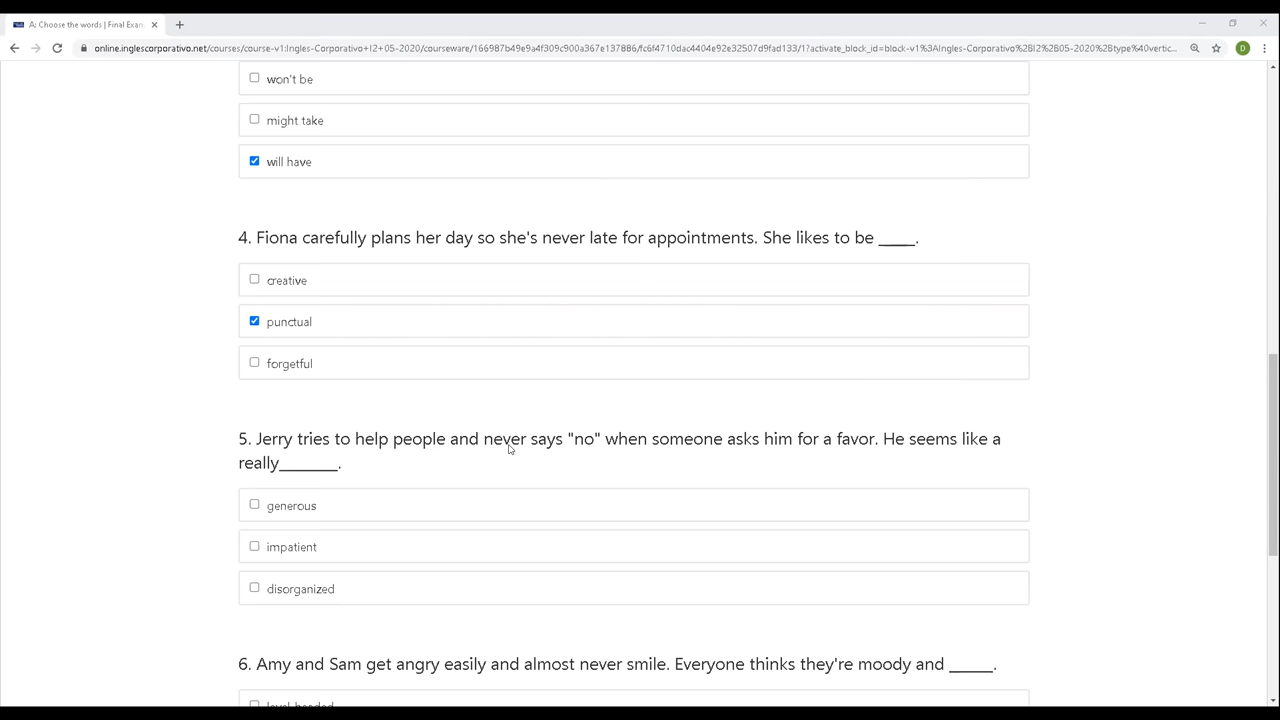 A: Choose the words | Final Exam
online.inglescorporativo.net/courses/course-v1:Ingles-Corporativo+I2+05-2020/courseware/166987b49e9a4f309c900a367e137886/fc6f4710dac4404e92e32507d9fad133/1?activate_block_id=block-v1%3AIngles-Corporativo%2BI2%2B05-2020%2Btype%40vertic...
D
won't be
might take
will have
4. Fiona carefully plans her day so she's never late for appointments. She likes to be ____.
creative
punctual
forgetful
5. Jerry tries to help people and never says "no" when someone asks him for a favor. He seems like a
really_______.
generous
impatient
disorganized
6. Amy and Sam get angry easily and almost never smile. Everyone thinks they're moody and _____.
level-headed